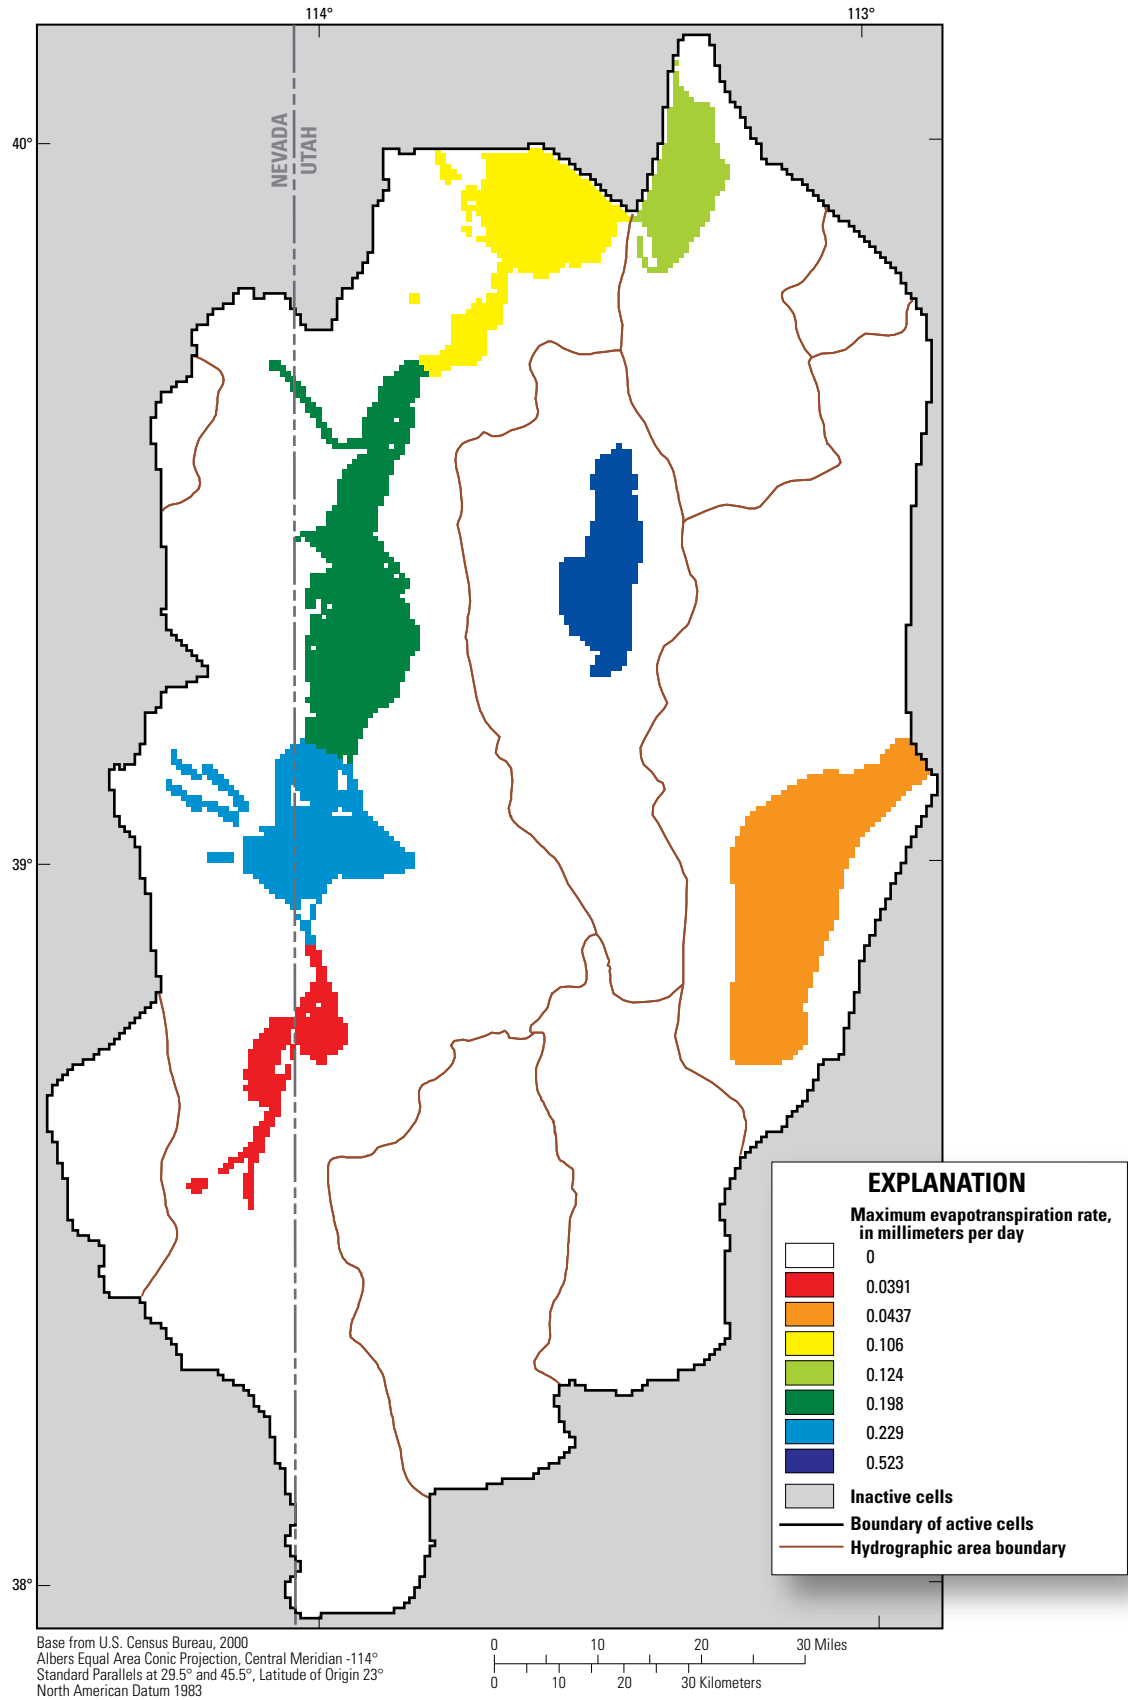 114°
113°
40°
NEVADA
UTAH
39°
38°
EXPLANATION
Maximum evapotranspiration rate,
in millimeters per day
0
0.0391
0.0437
0.106
0.124
0.198
0.229
0.523
Inactive cells
Boundary of active cells
Hydrographic area boundary
Base from U.S. Census Bureau, 2000
Albers Equal Area Conic Projection, Central Meridian -114°
Standard Parallels at 29.5° and 45.5°, Latitude of Origin 23°
North American Datum 1983
0 10 20 30 Miles
0 10 20 30 Kilometers